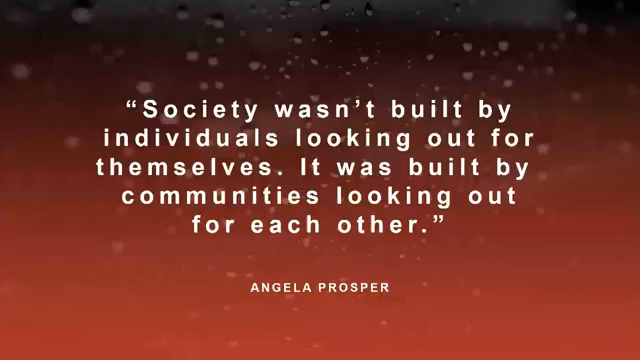 “Society wasn’t built by
individuals looking out for
themselves. It was built by
communities looking out
for each other.”
ANGELA PROSPER